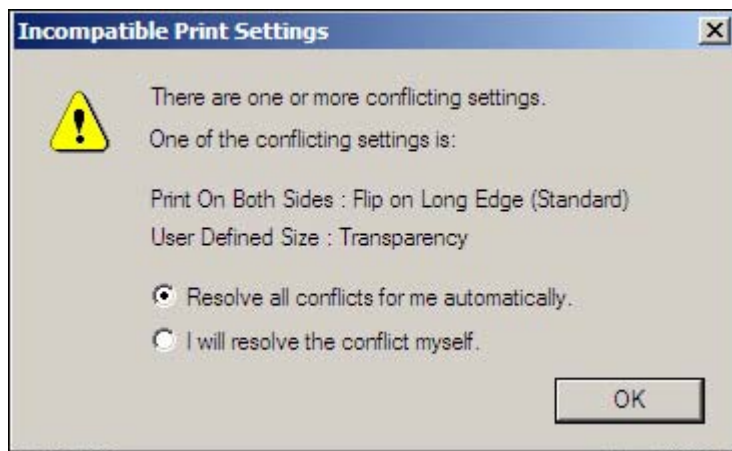 Incompatible Print Settings
There are one or more conflicting settings.
One of the conflicting settings is:
Print On Both Sides : Flip on Long Edge (Standard)
User Defined Size : Transparency
Resolve all conflicts for me automatically.
I will resolve the conflict myself.
OK